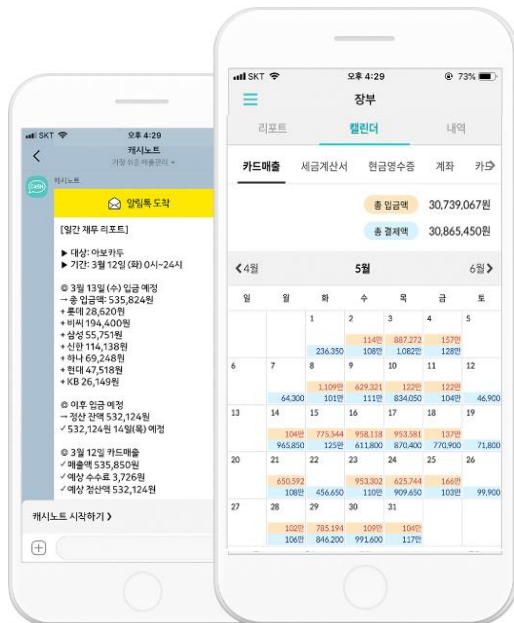 SKT 오후 4:29
캐시노트
가장 쉬운 매출관리
CASH
캐시노트
알림톡 도착
[일간 재무 리포트]
▶ 대상: 아보카두
▶ 기간: 3월 12일 (화) 0시~24시
◎ 3월 13일 (수) 입금 예정
→ 총 입금액: 535,824원
+ 롯데 28,620원
+ 비씨 194,400원
+ 삼성 55,751원
+ 신한 114,138원
+ 하나 69,248원
+ 현대 47,518원
+ KB 26,149원
◎ 이후 입금 예정
→ 정산 잔액 532,124원
✓ 532,124원 14일(목) 예정
◎ 3월 12일 카드매출
✓ 매출액 535,850원
✓ 예상 수수료 3,726원
✓ 예상 정산액 532,124원
캐시노트 시작하기 >
SKT 오후 4:29 73%
장부
리포트 캘린더 내역
카드매출 세금계산서 현금영수증 계좌 카드
총 입금액 30,739,067원
총 결제액 30,865,450원
4월 5월 6월
일 월 화 수 목 금 토
1 2 3 4 5
114만 887,272 157만
236,350 108만 1,082만 128만
6 7 8 9 10 11 12
1,109만 629,321 122만 122만
64,300 101만 111만 834,050 104만 46,900
13 14 15 16 17 18 19
104만 775,544 958,118 953,581 137만
965,850 125만 611,800 870,400 770,900 71,800
20 21 22 23 24 25 26
650,592 953,302 625,744 166만
108만 456,650 110만 909,650 103만 99,900
27 28 29 30 31
102만 785,194 109만 104만
106만 846,200 991,600 117만